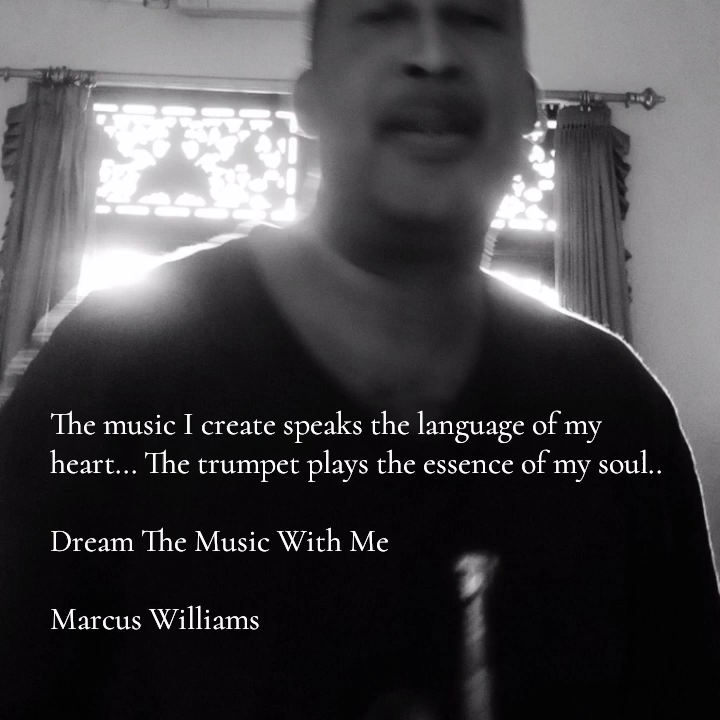 The music I create speaks the language of my
heart... The trumpet plays the essence of my soul..
Dream The Music With Me
Marcus Williams